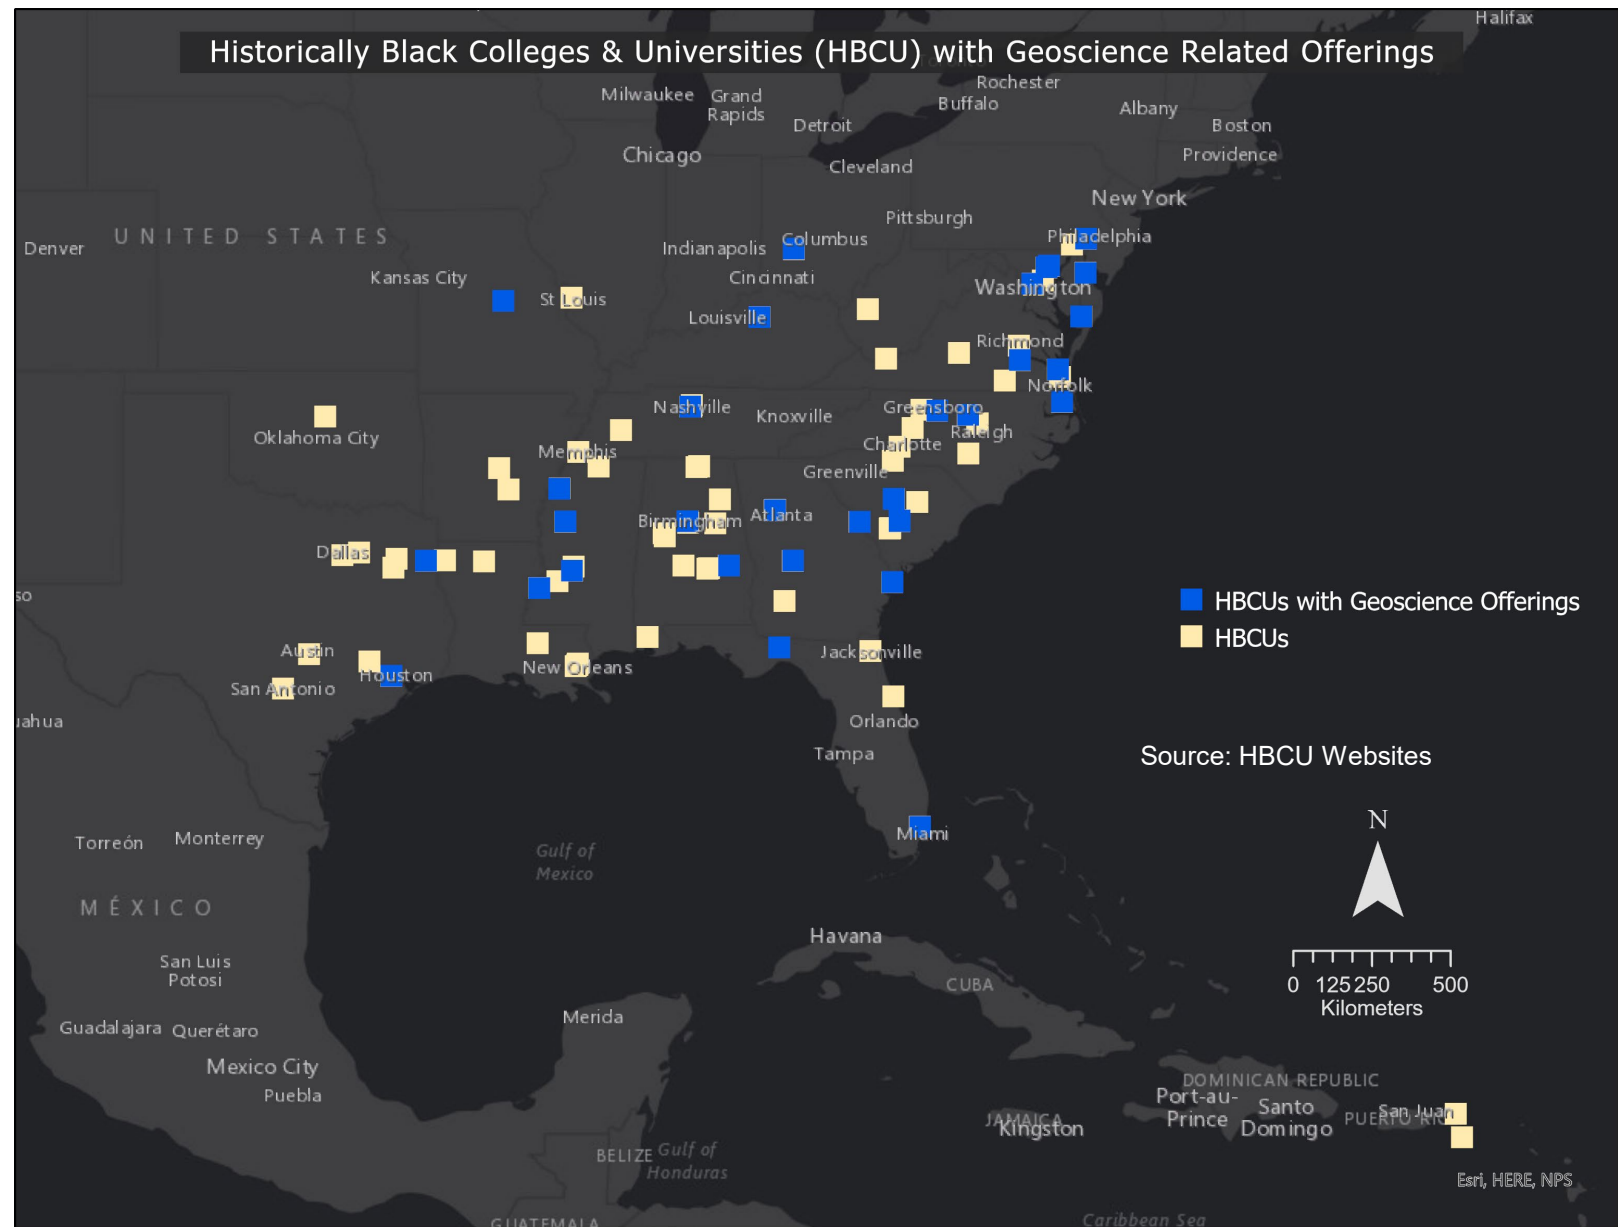 Halifax
Historically Black Colleges & Universities (HBCU) with Geoscience Related Offerings
Rochester
Milwaukee
Grand
Rapids
Buffalo
Albany
Detroit
Boston
Chicago
Providence
Cleveland
New York
Pittsburgh
UNITED STATES
Denver
Columbus
Philadelphia
Indianapolis
Kansas City
Cincinnati
Washington
St Louis
Louisville
Richmond
Norfolk
Nashville
Knoxville
Greensboro
Oklahoma City
Raleigh
Charlotte
Memphis
Greenville
Birmingham
Atlanta
Dallas
so
HBCUs with Geoscience Offerings
HBCUs
Austin
Jacksonville
New Orleans
Houston
San Antonio
uahua
Orlando
Tampa
Source: HBCU Websites
N
Miami
Torreón
Monterrey
Gulf of
Mexico
MÉXICO
Havana
San Luis
Potosi
CUBA
0 125 250 500
Kilometers
Merida
Guadalajara
Querétaro
Mexico City
Puebla
DOMINICAN REPUBLIC
Port-au-
Prince
Santo
Domingo
San Juan
PUERTO RIC
JAMAICA
Kingston
BELIZE
Gulf of
Honduras
Esri, HERE, NPS
GUATEMALA
Caribbean Sea